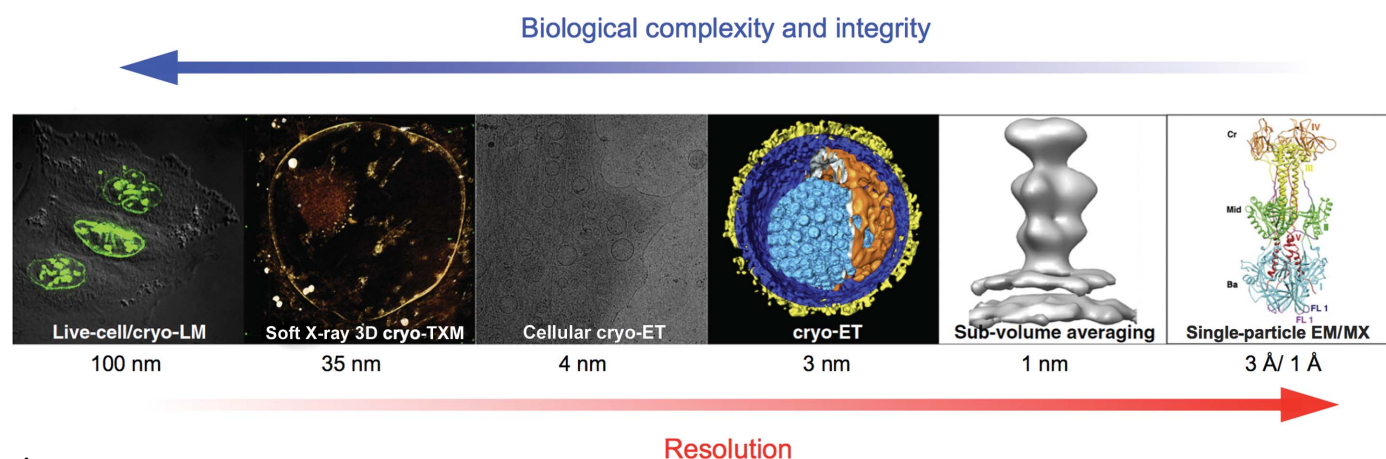 Biological complexity and integrity
Cr
IV
III
Mid
II
V
Ba
I
FL 1
FL 1
Live-cell/cryo-LM
Soft X-ray 3D cryo-TXM
Cellular cryo-ET
cryo-ET
Sub-volume averaging
Single-particle EM/MX
100 nm
35 nm
4 nm
3 nm
1 nm
3 Å/ 1 Å
Resolution